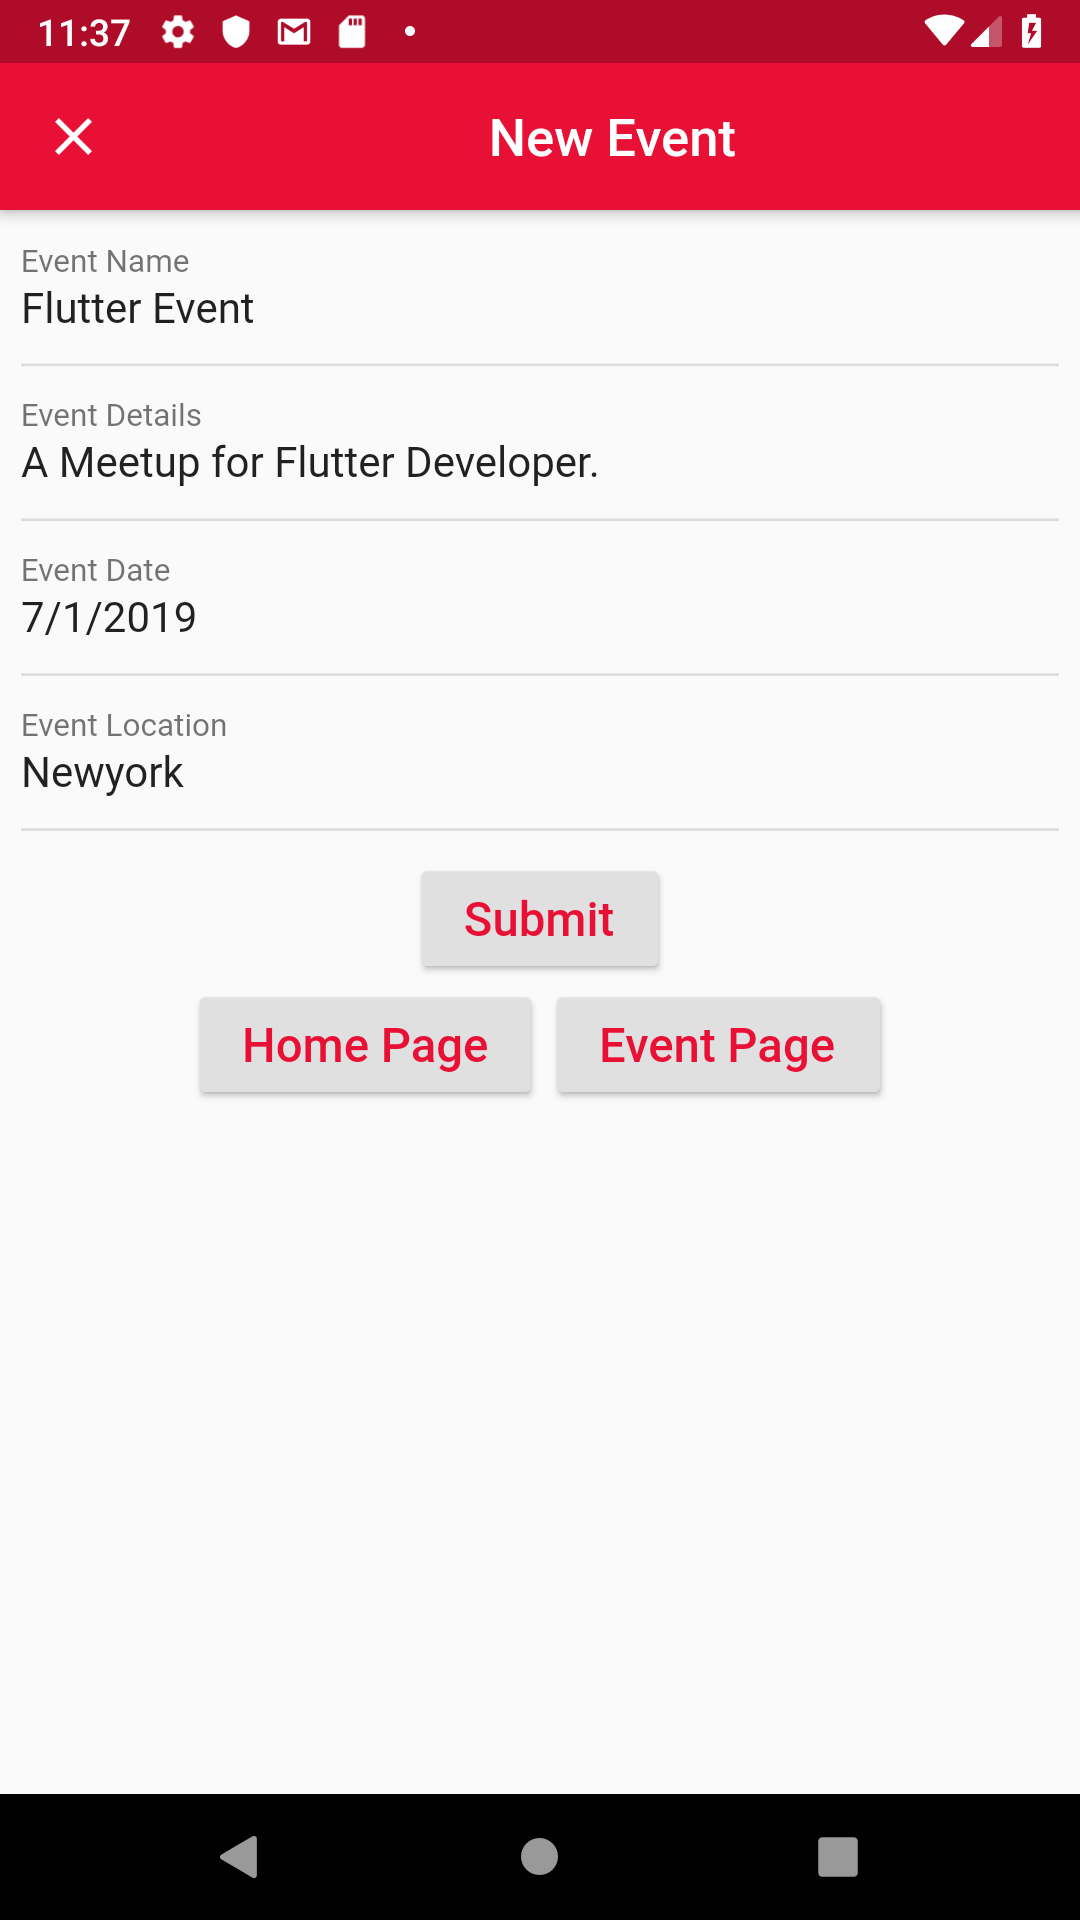 11:37
New Event
Event Name
Flutter Event
Event Details
A Meetup for Flutter Developer.
Event Date
7/1/2019
Event Location
Newyork
Submit
Home Page Event Page